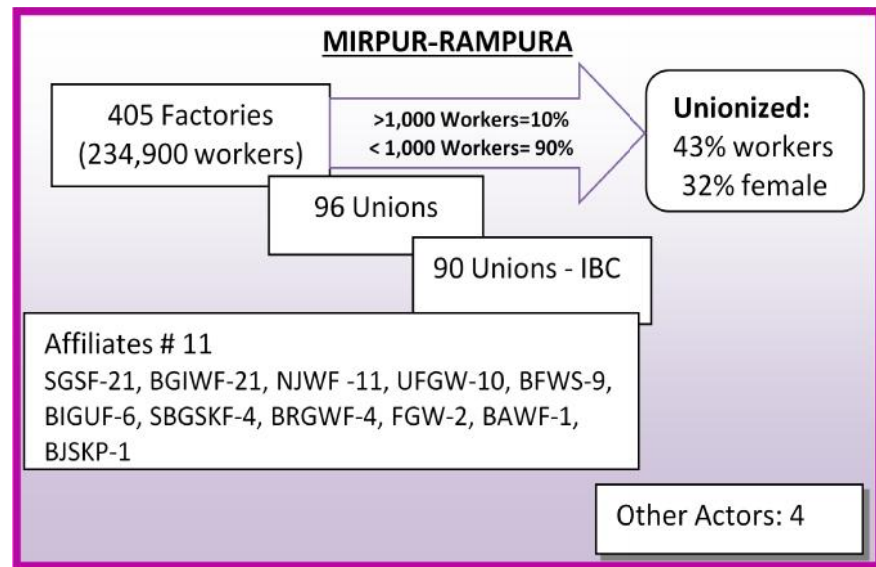 MIRPUR-RAMPURA
405 Factories
(234,900 workers)
>1,000 Workers=10%
< 1,000 Workers= 90%
Unionized:
43% workers
32% female
96 Unions
90 Unions - IBC
Affiliates # 11
SGSF-21, BGIWF-21, NJWF -11, UFGW-10, BFWS-9,
BIGUF-6, SBGSKF-4, BRGWF-4, FGW-2, BAWF-1,
BJSKP-1
Other Actors: 4